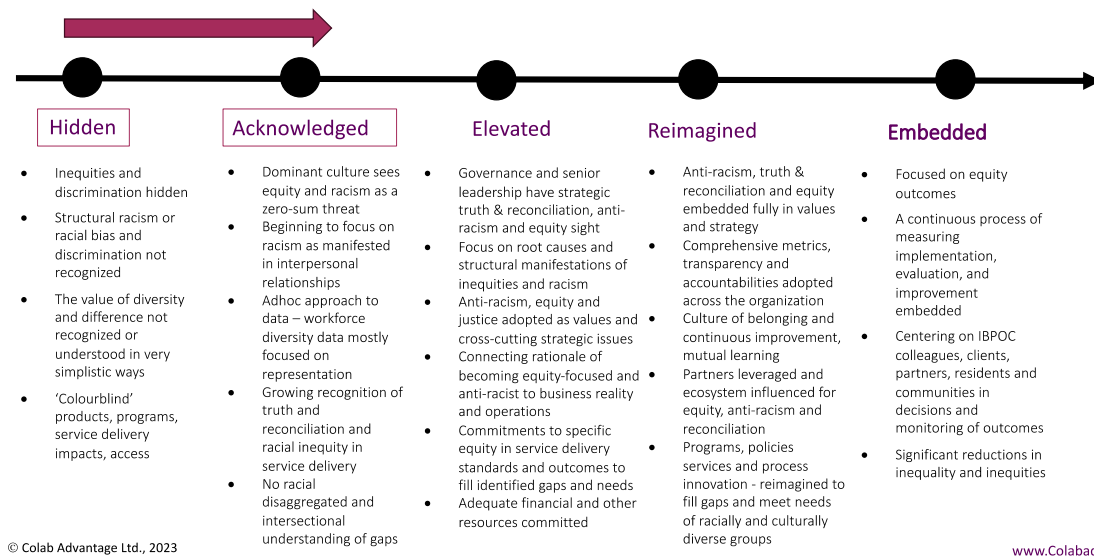 Hidden
Inequities and
discrimination hidden
Structural racism or
racial bias and
discrimination not
recognized
The value of diversity
and difference not
recognized or
understood in very
simplistic ways
‘Colourblind’
products, programs,
service delivery
impacts, access
Acknowledged
Dominant culture sees
equity and racism as a
zero-sum threat
Beginning to focus on
racism as manifested
in interpersonal
relationships
Adhoc approach to
data – workforce
diversity data mostly
focused on
representation
Growing recognition of
truth and
reconciliation and
racial inequity in
service delivery
No racial
disaggregated and
intersectional
understanding of gaps
Elevated
Governance and senior
leadership have strategic
truth & reconciliation, anti-
racism and equity sight
Focus on root causes and
structural manifestations of
inequities and racism
Anti-racism, equity and
justice adopted as values and
cross-cutting strategic issues
Connecting rationale of
becoming equity-focused and
anti-racist to business reality
and operations
Commitments to specific
equity in service delivery
standards and outcomes to
fill identified gaps and needs
Adequate financial and other
resources committed
Reimagined
Anti-racism, truth &
reconciliation and equity
embedded fully in values
and strategy
Comprehensive metrics,
transparency and
accountabilities adopted
across the organization
Culture of belonging and
continuous improvement,
mutual learning
Partners leveraged and
ecosystem influenced for
equity, anti-racism and
reconciliation
Programs, policies
services and process
innovation - reimagined to
fill gaps and meet needs
of racially and culturally
diverse groups
Embedded
Focused on equity
outcomes
A continuous process of
measuring
implementation,
evaluation, and
improvement
embedded
Centering on IBPOC
colleagues, clients,
partners, residents and
communities in
decisions and
monitoring of outcomes
Significant reductions in
inequality and inequities
© Colab Advantage Ltd., 2023
www.Colaba